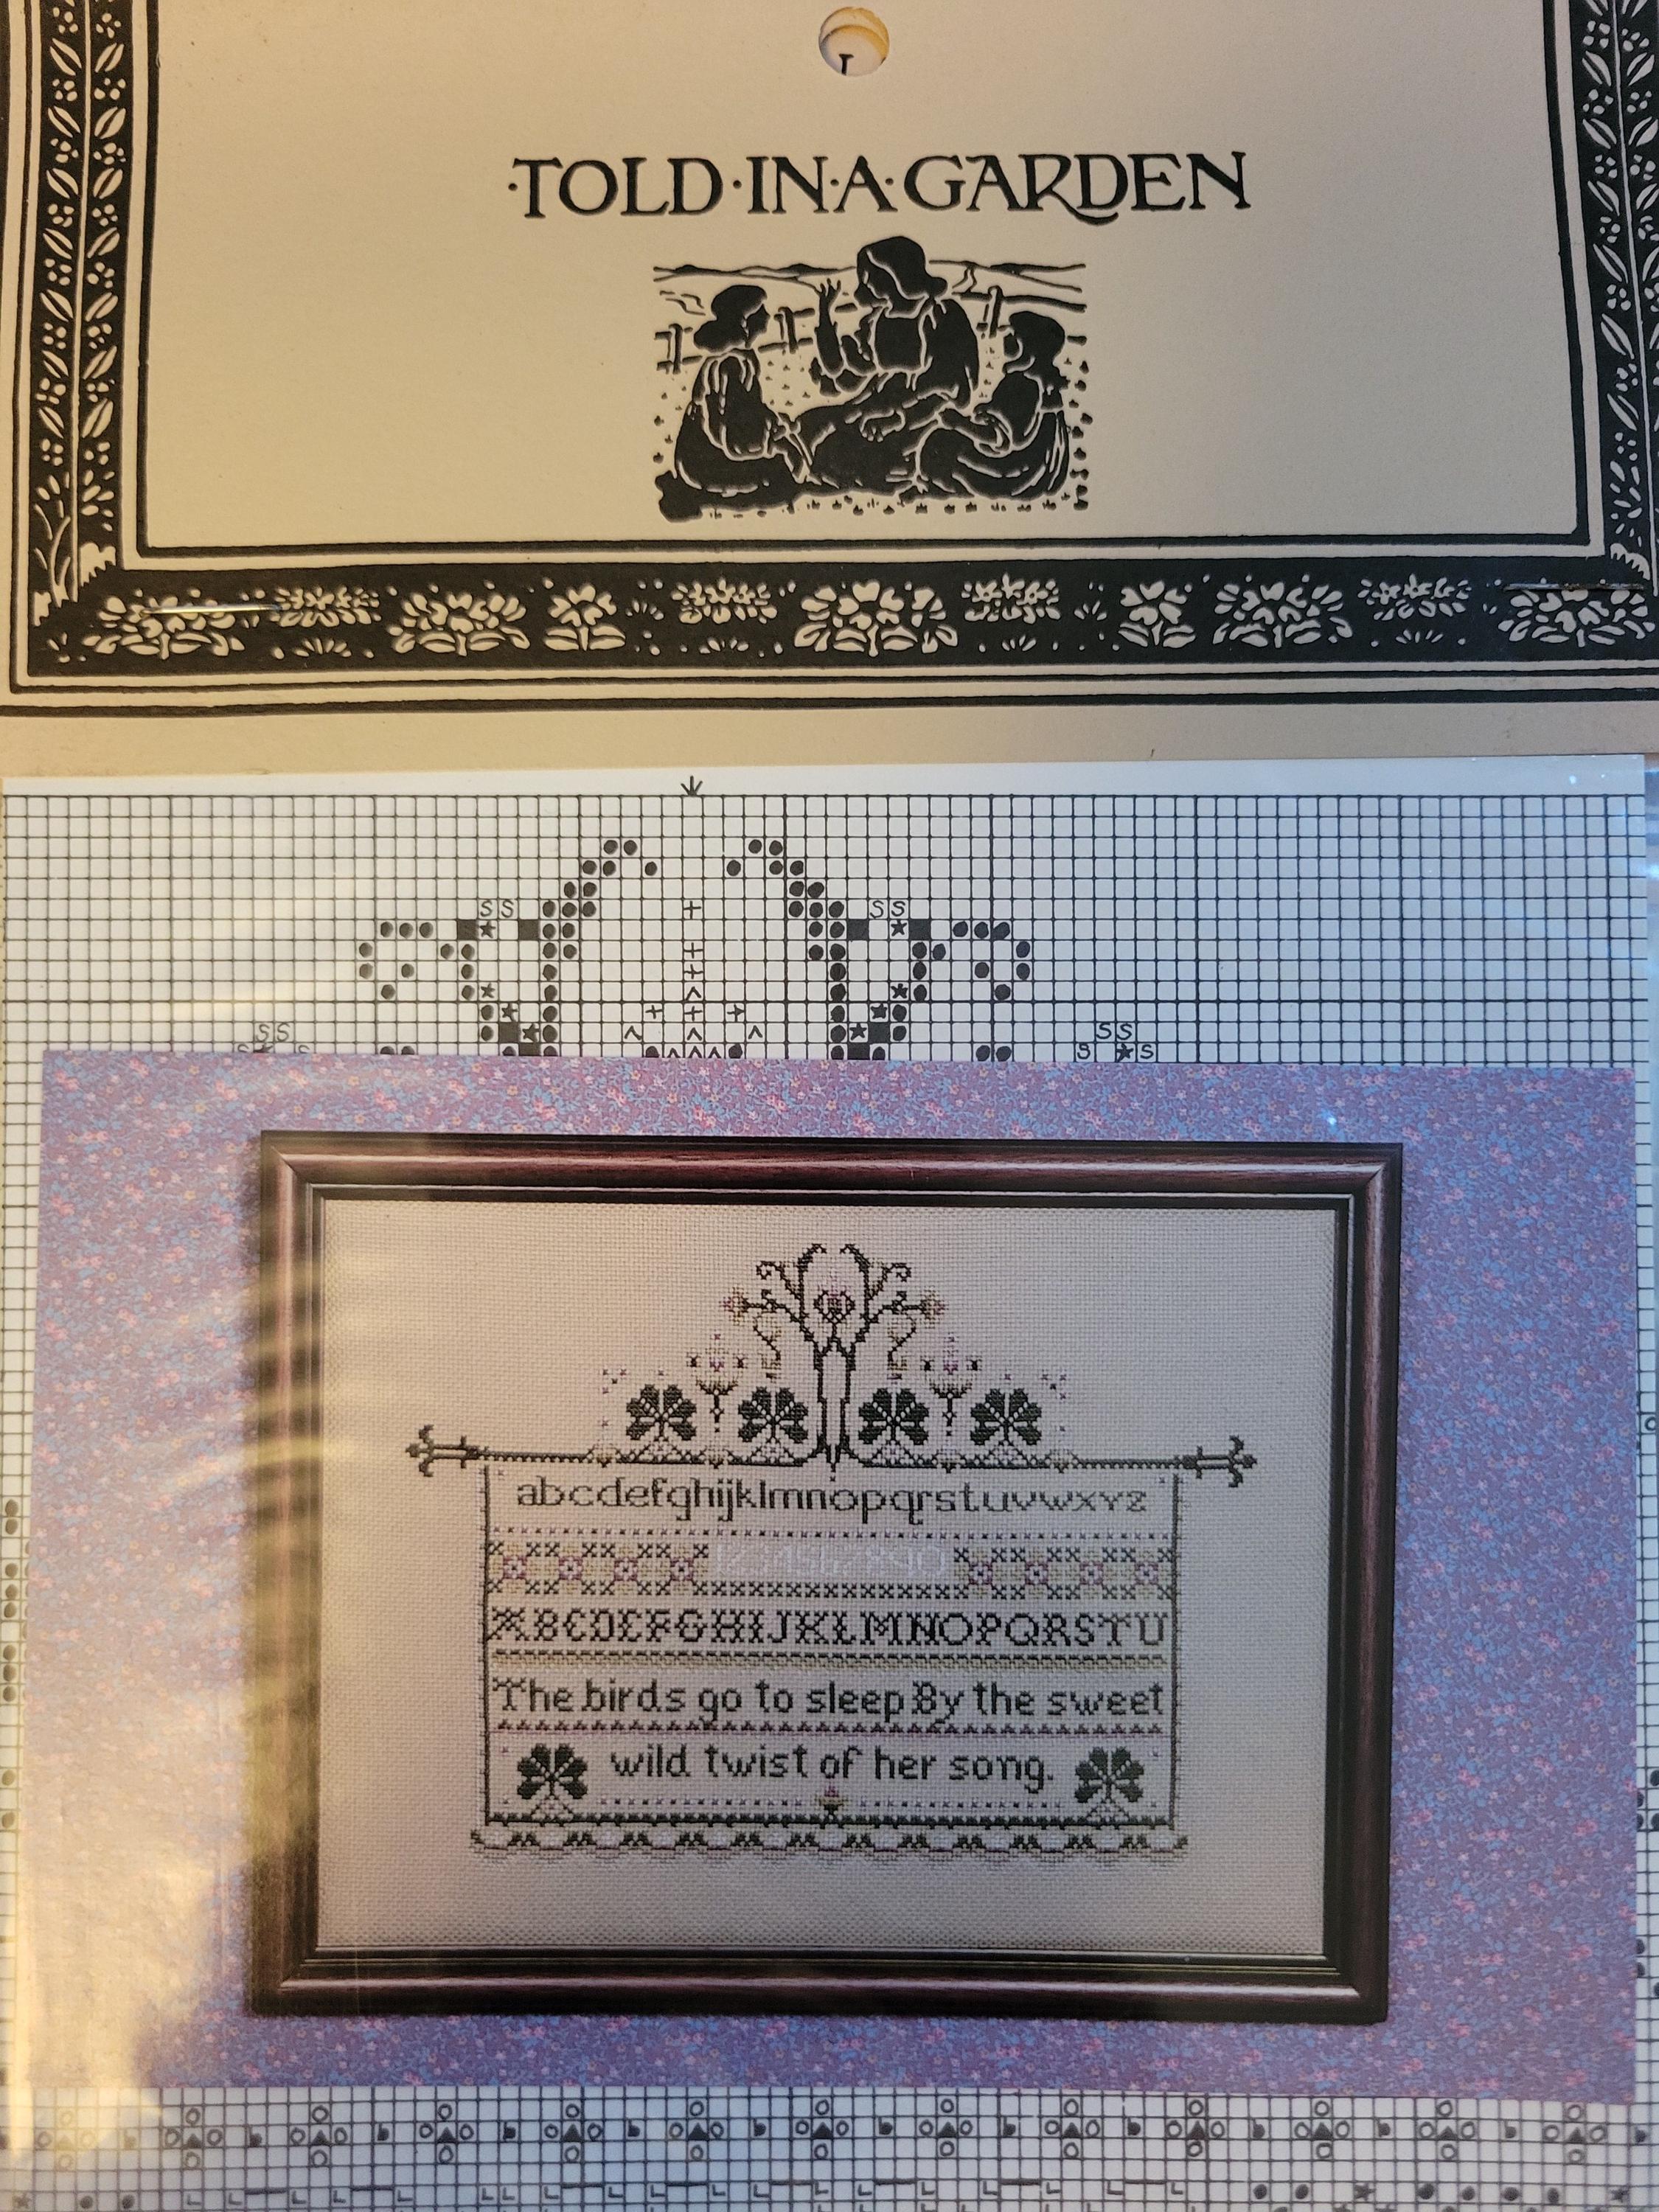 ·TOLD·IN·A·GARDEN
abcdefghijklmnopqrstuvwxyz
ABCDEFGHIJKLMNOPQRSTU
The birds go to sleep By the sweet
wild twist of her song.